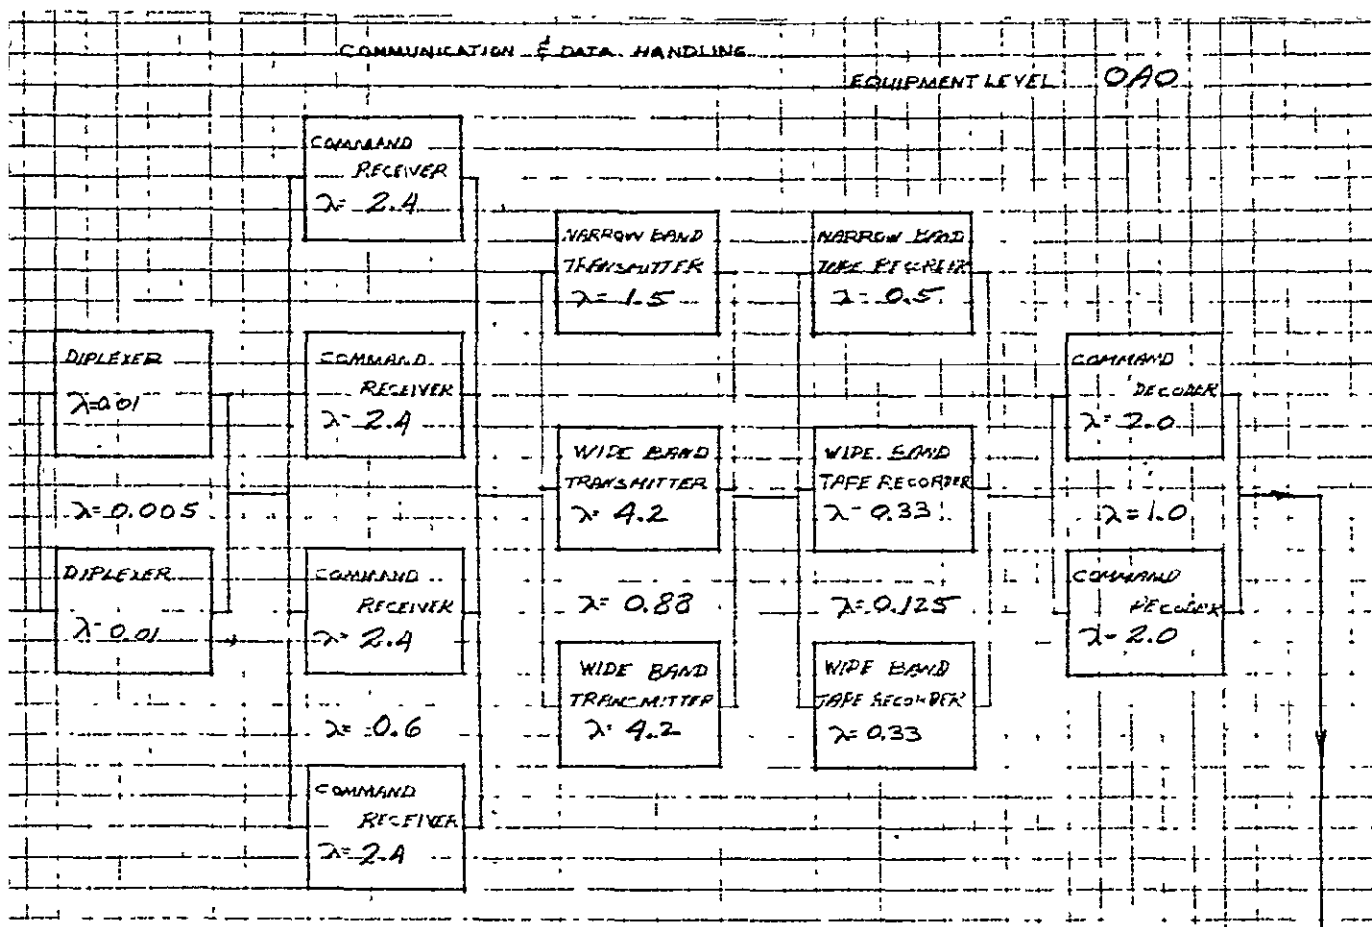 COMMUNICATION & DATA HANDLING
EQUIPMENT LEVEL OAO
DIPLEXER
λ=0.01
λ=0.005
DIPLEXER
λ=0.01
COMMAND
RECEIVER
λ= 2.4
COMMAND
RECEIVER
λ= 2.4
COMMAND
RECEIVER
λ= 2.4
λ= 0.6
COMMAND
RECEIVER
λ= 2.4
NARROW BAND
TRANSMITTER
λ= 1.5
WIDE BAND
TRANSMITTER
λ= 4.2
λ= 0.88
WIDE BAND
TRANSMITTER
λ= 4.2
NARROW BAND
TAPE RECORDER
λ= 0.5
WIDE BAND
TAPE RECORDER
λ= 0.33
λ=0.125
WIDE BAND
TAPE RECORDER
λ= 0.33
COMMAND
DECODER
λ= 2.0
λ=1.0
COMMAND
DECODER
λ= 2.0